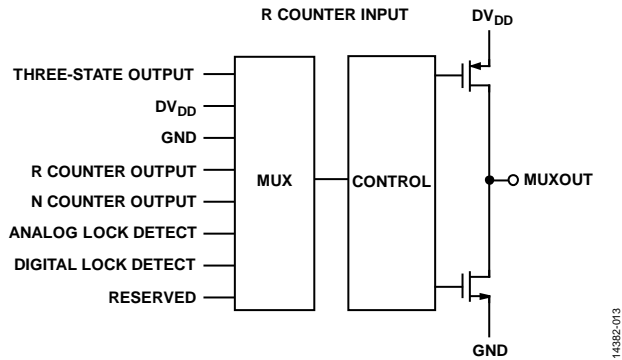 R COUNTER INPUT
DVDD
THREE-STATE OUTPUT
DVDD
GND
R COUNTER OUTPUT
N COUNTER OUTPUT
ANALOG LOCK DETECT
DIGITAL LOCK DETECT
RESERVED
MUX
CONTROL
MUXOUT
GND
14382-013